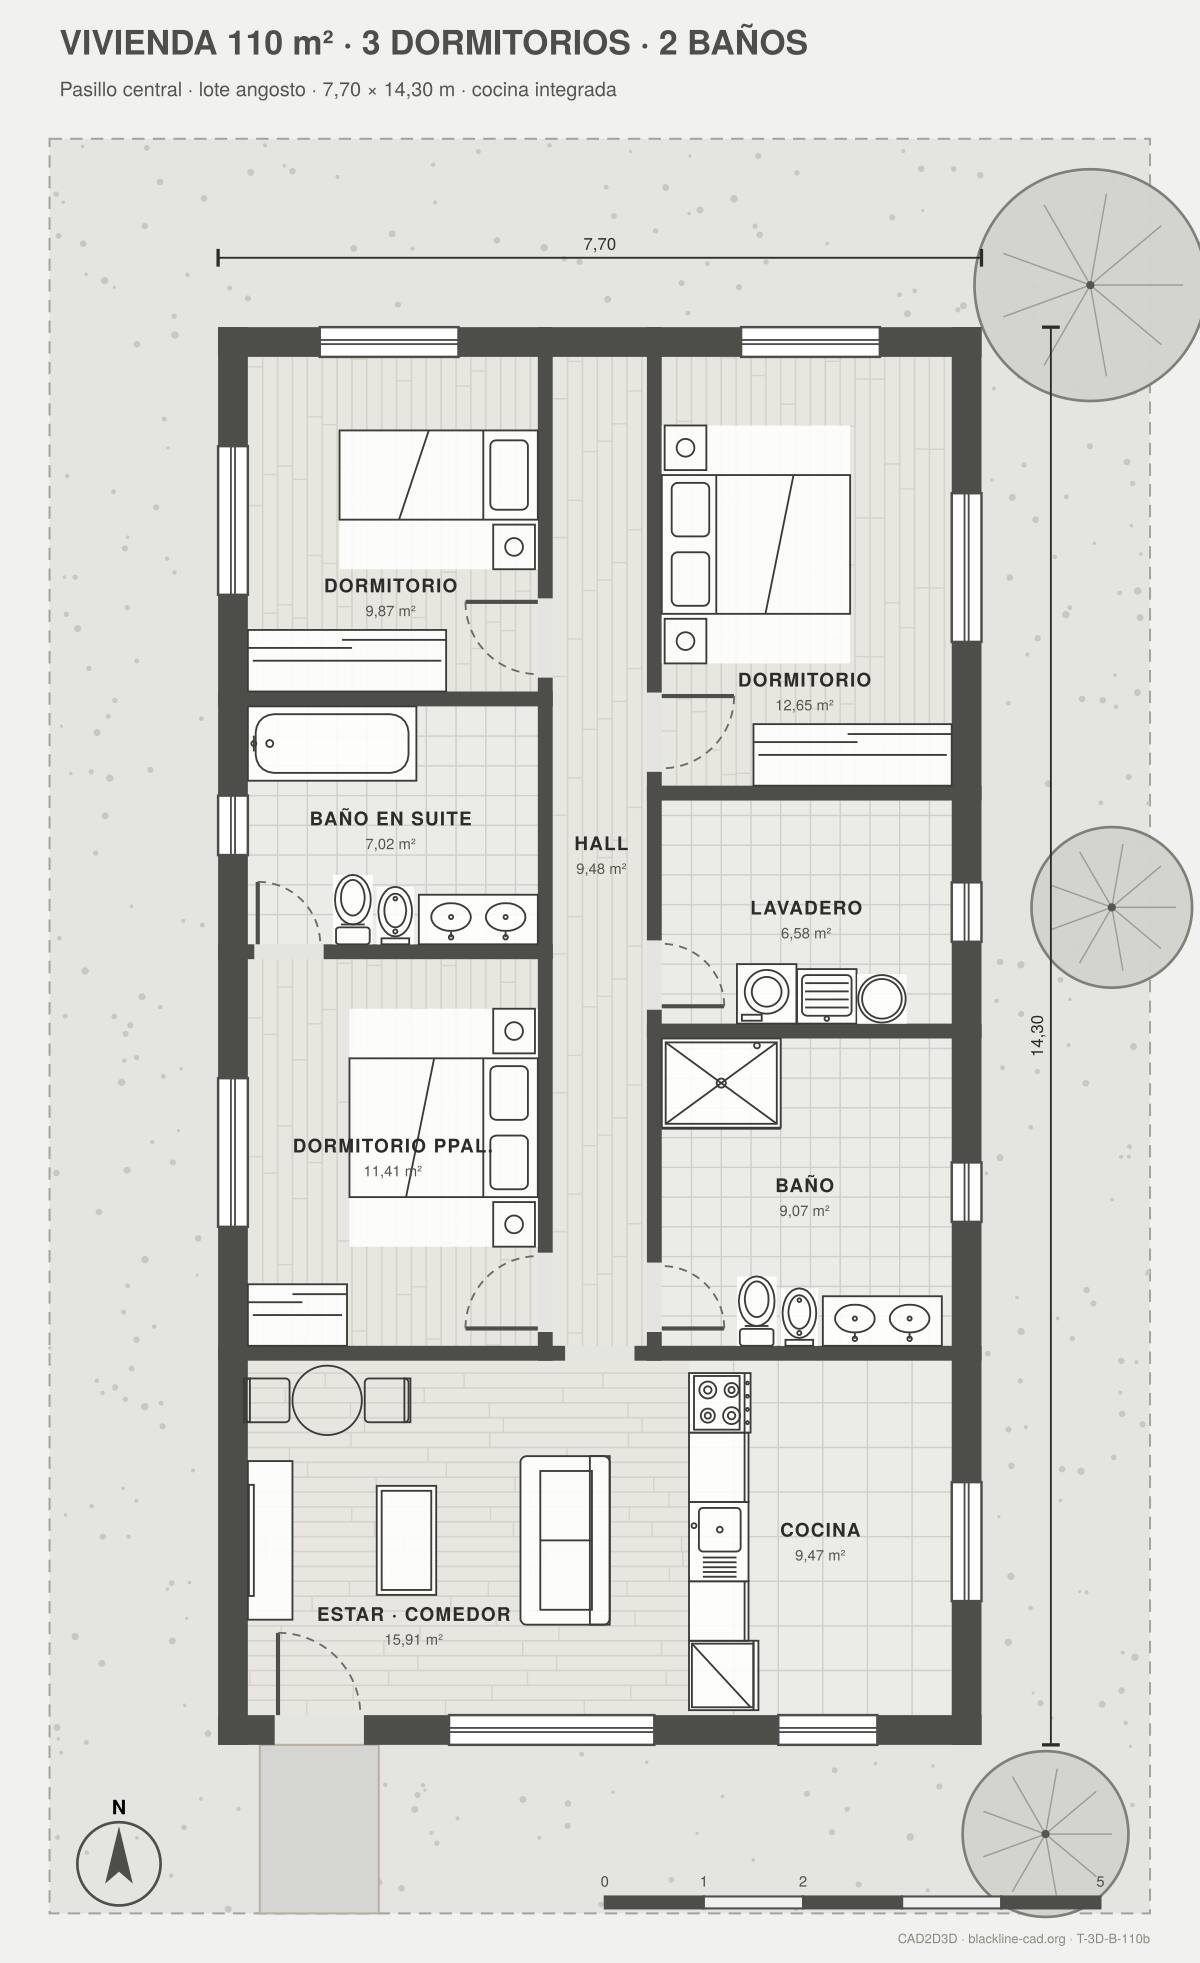 VIVIENDA 110 m² · 3 DORMITORIOS · 2 BAÑOS
Pasillo central · lote angosto · 7,70 × 14,30 m · cocina integrada
7,70
DORMITORIO
9,87 m²
DORMITORIO
12,65 m²
BAÑO EN SUITE
7,02 m²
HALL
9,48 m²
LAVADERO
6,58 m²
14,30
DORMITORIO PPAL.
11,41 m²
BAÑO
9,07 m²
COCINA
9,47 m²
ESTAR · COMEDOR
15,91 m²
N
0 1 2 5
CAD2D3D · blackline-cad.org · T-3D-B-110b